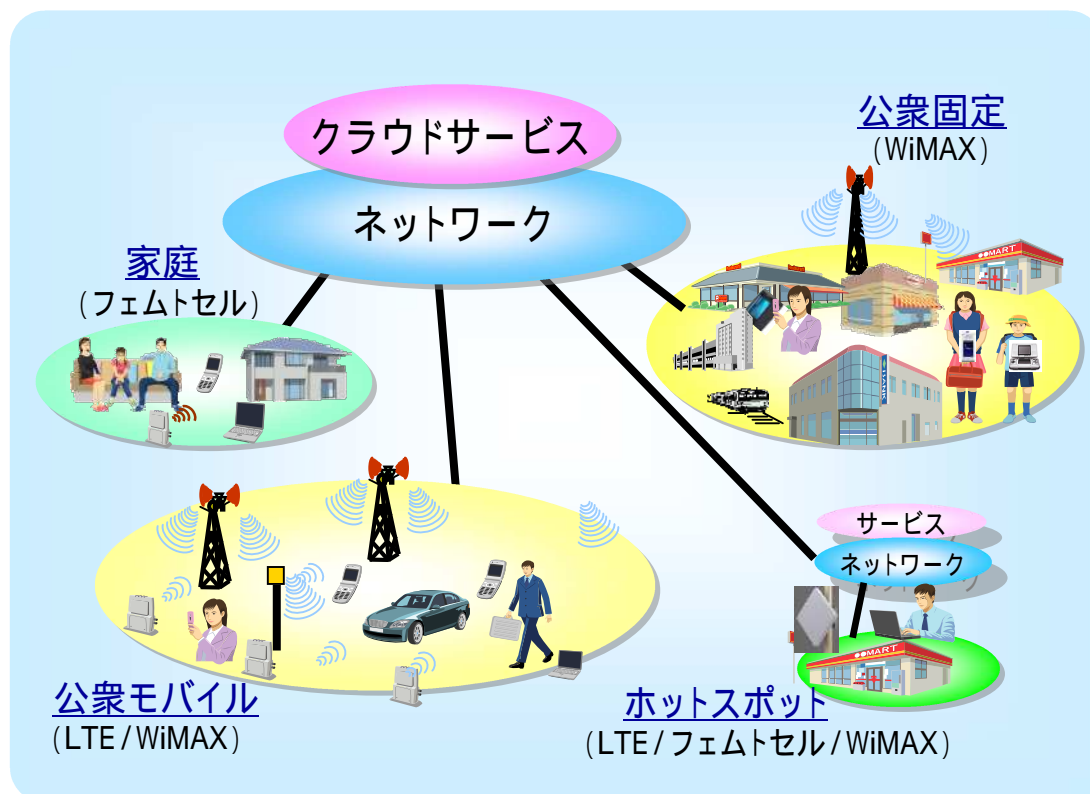 クラウドサービス
ネットワーク
公衆固定
(WiMAX)
家庭
(フェムトセル)
●●MART
BANK
サービス
ネットワーク
●●MART
公衆モバイル
(LTE/WiMAX)
ホットスポット
(LTE/フェムトセル/WiMAX)